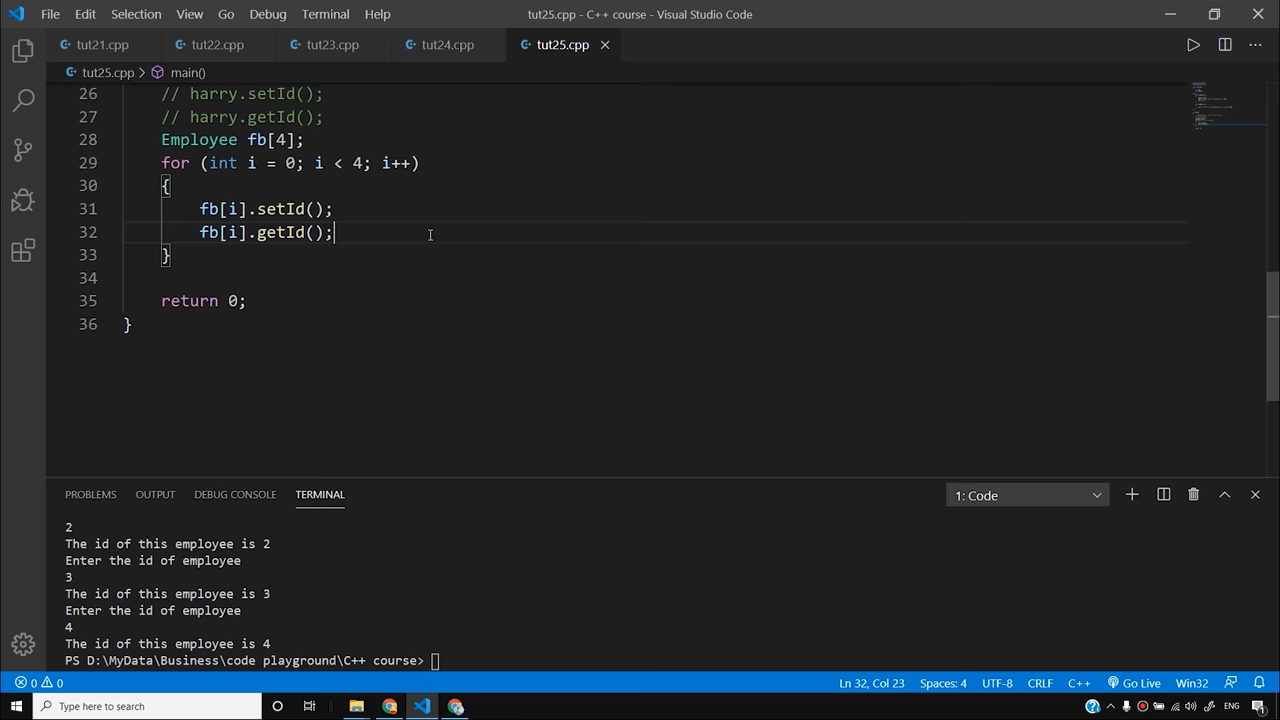 File Edit Selection View Go Debug Terminal Help tut25.cpp - C++ course - Visual Studio Code
tut21.cpp tut22.cpp tut23.cpp tut24.cpp tut25.cpp
tut25.cpp > main()
26 // harry.setId();
27 // harry.getId();
28 Employee fb[4];
29 for (int i = 0; i < 4; i++)
30 {
31 fb[i].setId();
32 fb[i].getId();
33 }
34
35 return 0;
36 }
PROBLEMS OUTPUT DEBUG CONSOLE TERMINAL 1: Code
2
The id of this employee is 2
Enter the id of employee
3
The id of this employee is 3
Enter the id of employee
4
The id of this employee is 4
PS D:\MyData\Business\code playground\C++ course>
0 0 Ln 32, Col 23 Spaces: 4 UTF-8 CRLF C++ Go Live Win32
Type here to search ENG